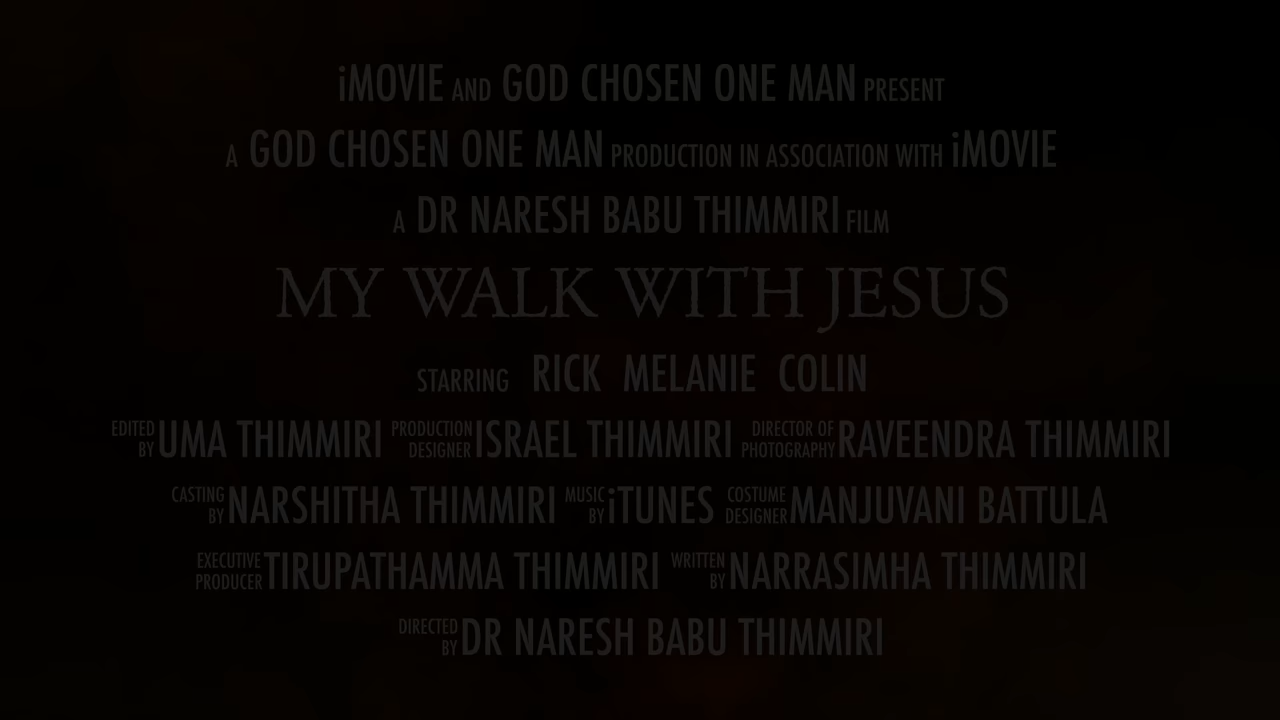 iMOVIE AND GOD CHOSEN ONE MAN PRESENT
A GOD CHOSEN ONE MAN PRODUCTION IN ASSOCIATION WITH iMOVIE
A DR NARESH BABU THIMMIRI FILM
MY WALK WITH JESUS
STARRING RICK MELANIE COLIN
EDITED BY UMA THIMMIRI PRODUCTION DESIGNER ISRAEL THIMMIRI DIRECTOR OF PHOTOGRAPHY RAVEENDRA THIMMIRI
CASTING BY NARSHITHA THIMMIRI MUSIC BY iTUNES COSTUME DESIGNER MANJUVANI BATTULA
EXECUTIVE PRODUCER TIRUPATHAMMA THIMMIRI WRITTEN BY NARRASIMHA THIMMIRI
DIRECTED BY DR NARESH BABU THIMMIRI